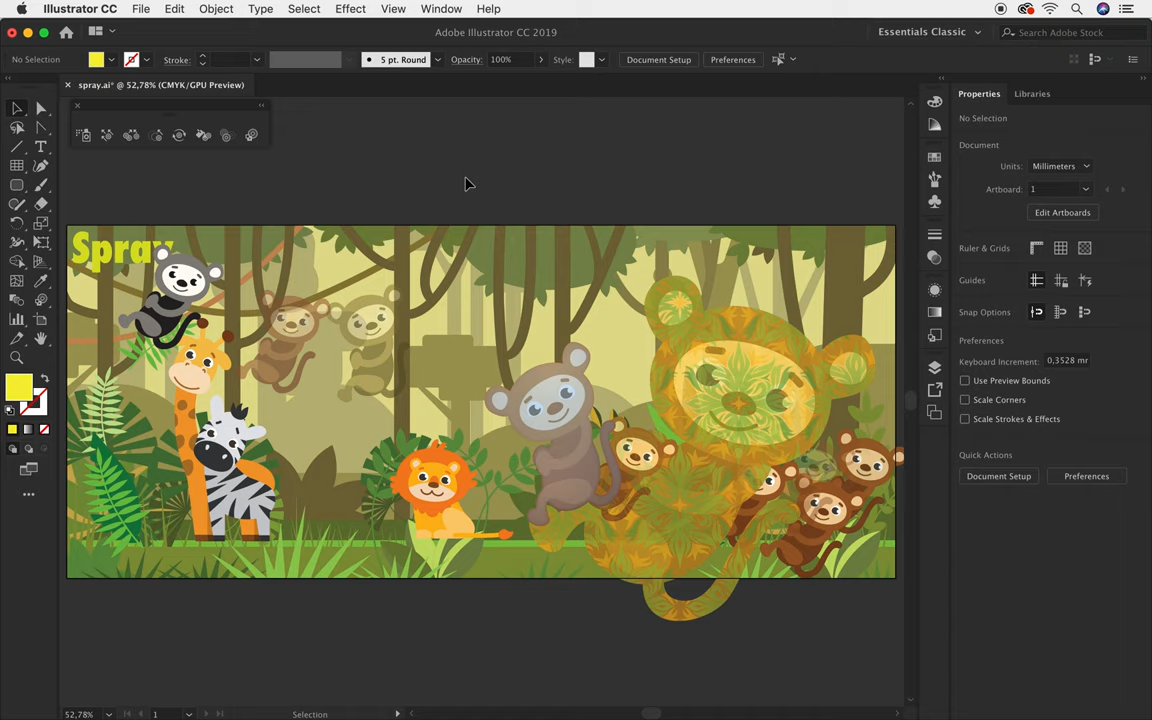 Illustrator CC File Edit Object Type Select Effect View Window Help
Adobe Illustrator CC 2019
Essentials Classic
Search Adobe Stock
No Selection
Stroke:
5 pt. Round
Opacity: 100%
Style:
Document Setup
Preferences
spray.ai* @ 52,78% (CMYK/GPU Preview)
Properties Libraries
No Selection
Document
Units: Millimeters
Artboard: 1
Edit Artboards
Ruler & Grids
Guides
Snap Options
Preferences
Keyboard Increment: 0,3528 mr
Use Preview Bounds
Scale Corners
Scale Strokes & Effects
Quick Actions
Document Setup Preferences
Spray
52,78% 1 Selection